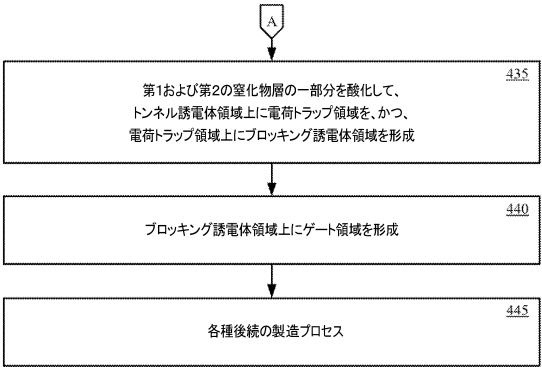 A
435
第1および第2の窒化物層の一部分を酸化して、
トンネル誘電体領域上に電荷トラップ領域を、かつ、
電荷トラップ領域上にブロッキング誘電体領域を形成
440
ブロッキング誘電体領域上にゲート領域を形成
445
各種後続の製造プロセス